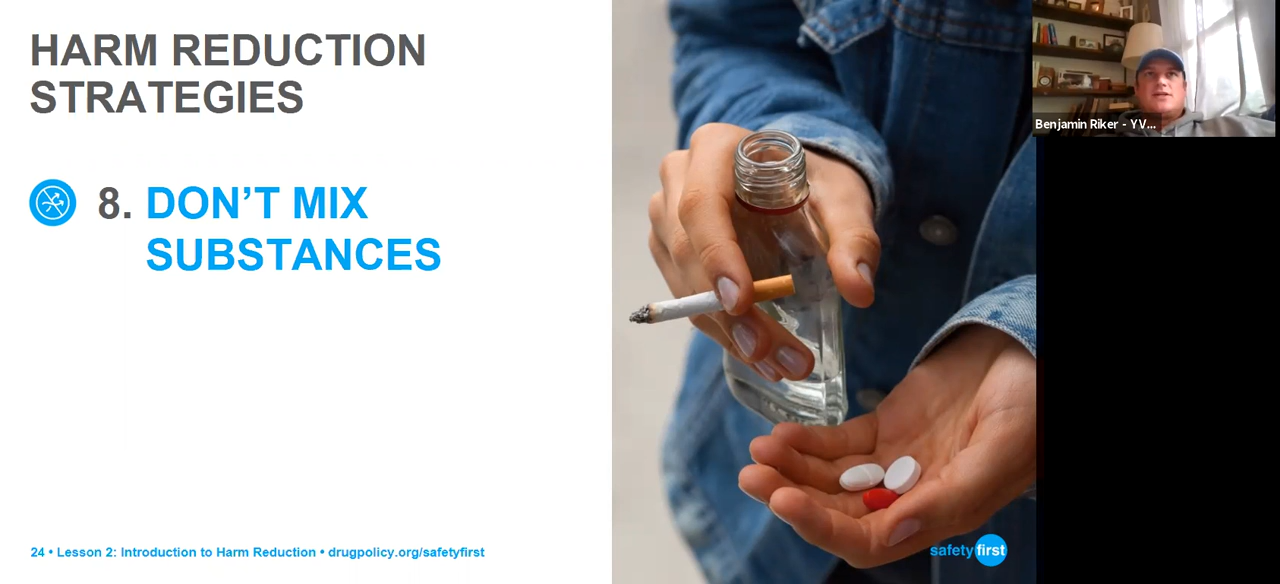 HARM REDUCTION
STRATEGIES
8. DON’T MIX
SUBSTANCES
24 • Lesson 2: Introduction to Harm Reduction • drugpolicy.org/safetyfirst
safetyfirst
Benjamin Riker - YV...